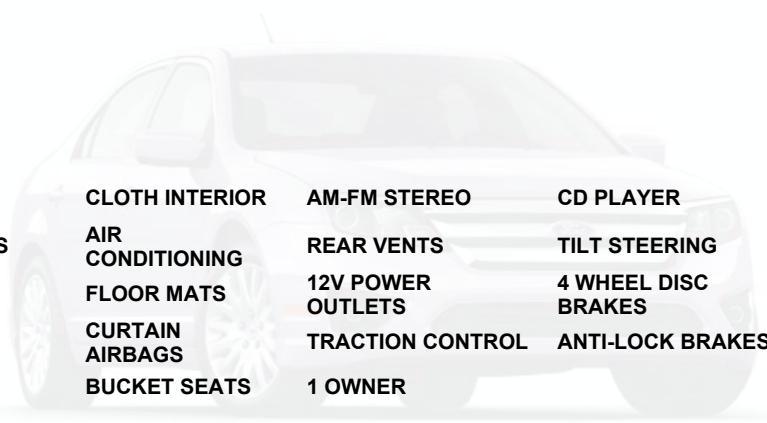 CLOTH INTERIOR AM-FM STEREO CD PLAYER
S AIR CONDITIONING REAR VENTS TILT STEERING
FLOOR MATS 12V POWER OUTLETS 4 WHEEL DISC BRAKES
CURTAIN AIRBAGS TRACTION CONTROL ANTI-LOCK BRAKES
BUCKET SEATS 1 OWNER